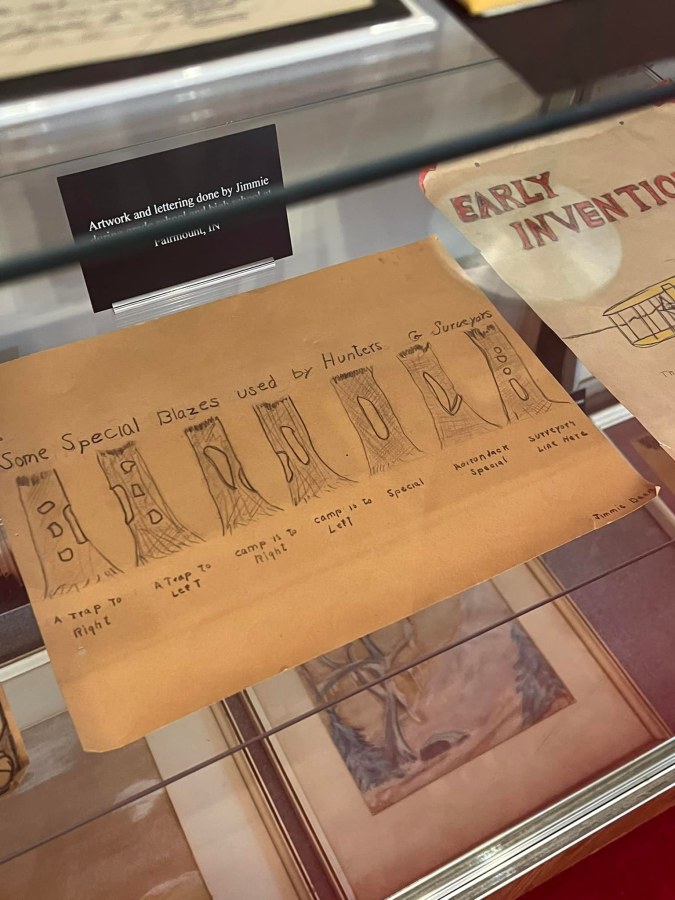 Artwork and lettering done by Jimmie
Fairmount, IN
EARLY
INVENTIO
Some Special Blazes used by Hunters & Surveyors
A Trap To
Right
A Trap To
Left
camp is to
Right
camp is to
Left
Special
Adirondack
Special
Surveyors
Line Here
Jimmie